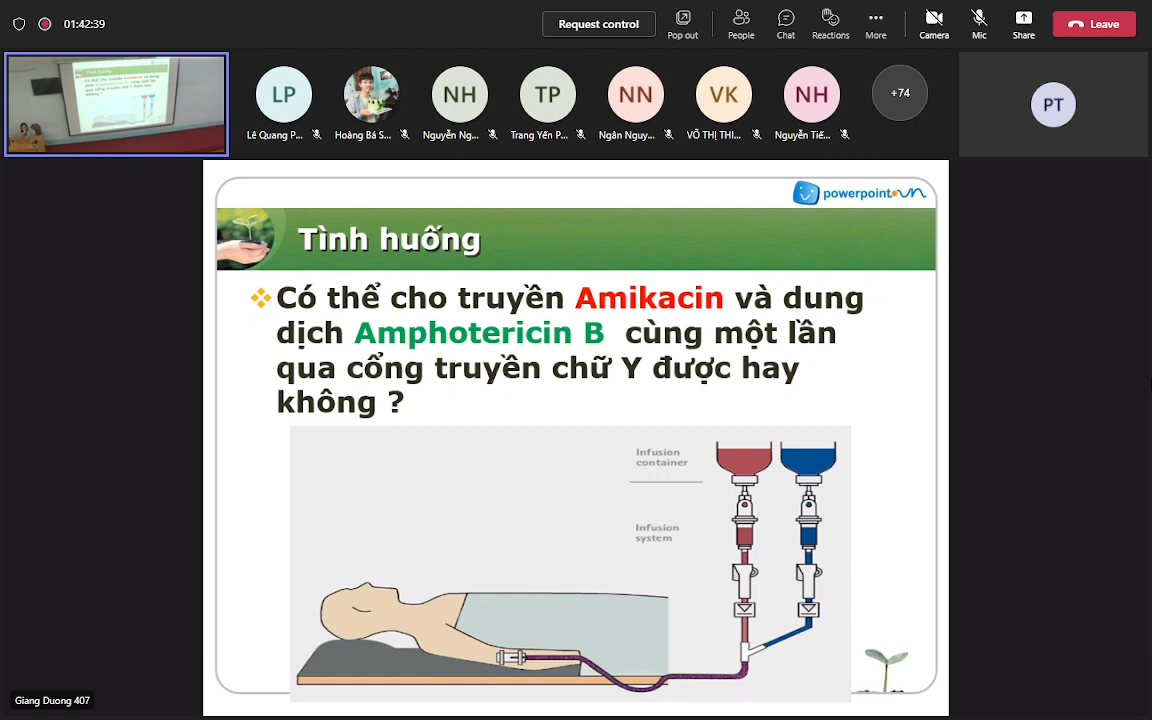 01:42:39
Request control
Pop out
People
Chat
Reactions
More
Camera
Mic
Share
Leave
LP
NH
TP
NN
VK
NH
+74
PT
Lê Quang P...
Hoàng Bá S...
Nguyễn Ng...
Trang Yến P...
Ngân Nguy...
VÕ THỊ THI...
Nguyễn Tiế...
powerpoint.vn
Tình huống
Có thể cho truyền Amikacin và dung
dịch Amphotericin B cùng một lần
qua cổng truyền chữ Y được hay
không ?
Infusion
container
Infusion
system
Giang Duong 407